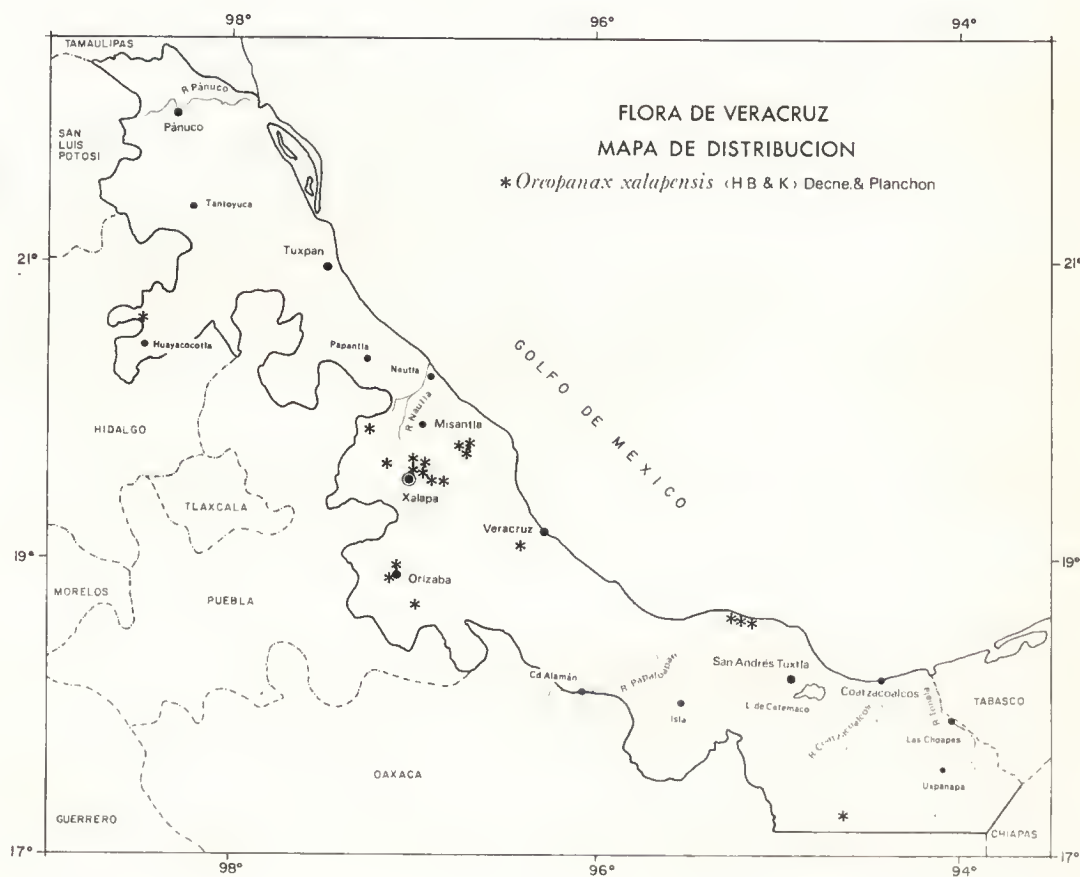 98°
96°
94°
TAMAULIPAS
R. Pánuco
Pánuco
SAN
LUIS
POTOSI
FLORA DE VERACRUZ
MAPA DE DISTRIBUCION
* Oreopanax xalapensis (H B & K) Decne. & Planchon
Tantoyuca
Tuxpan
21°
21°
Huayacocotla
Papantla
Nautla
R. Nautla
GOLFO DE MEXICO
HIDALGO
Misantla
Xalapa
TLAXCALA
Veracruz
19°
19°
Orizaba
MORELOS
PUEBLA
San Andrés Tuxtla
Cd. Alamán
R. Papaloapan
Coatzacoalcos
TABASCO
L. de Catemaco
Isla
R. Coatzacoalcos
R. Tonalá
Las Choapas
OAXACA
Uxpanapa
GUERRERO
CHIAPAS
17°
17°
98°
96°
94°